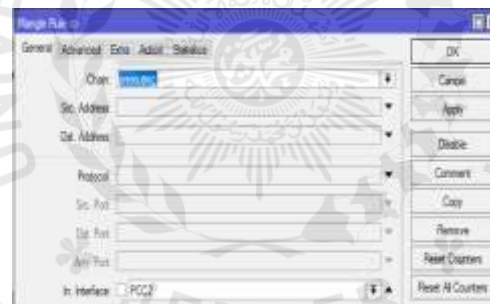 Mangle Rule
General Advanced Extra Action Statistics
Chain: prerouting
Src. Address:
Dst. Address:
Protocol:
Src. Port:
Dst. Port:
Any. Port:
In. Interface: PCC2
OK
Cancel
Apply
Disable
Comment
Copy
Remove
Reset Counters
Reset All Counters